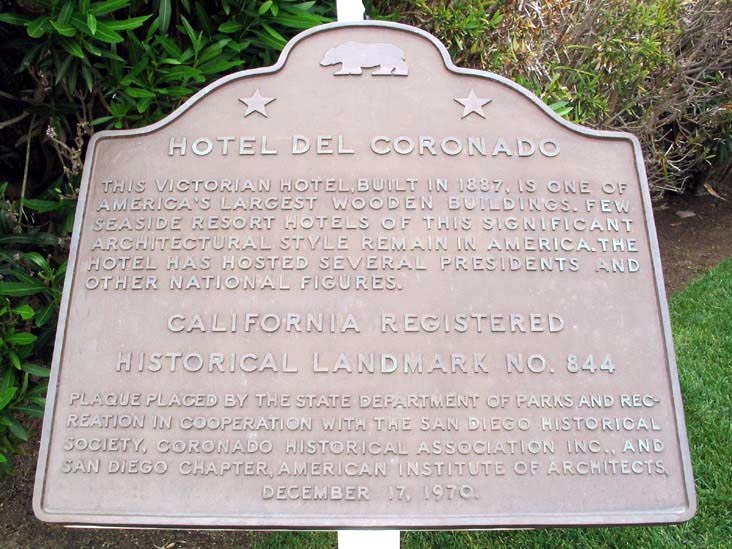 HOTEL DEL CORONADO
THIS VICTORIAN HOTEL, BUILT IN 1887, IS ONE OF
AMERICA'S LARGEST WOODEN BUILDINGS. FEW
SEASIDE RESORT HOTELS OF THIS SIGNIFICANT
ARCHITECTURAL STYLE REMAIN IN AMERICA. THE
HOTEL HAS HOSTED SEVERAL PRESIDENTS AND
OTHER NATIONAL FIGURES.
CALIFORNIA REGISTERED
HISTORICAL LANDMARK NO. 844
PLAQUE PLACED BY THE STATE DEPARTMENT OF PARKS AND REC-
REATION IN COOPERATION WITH THE SAN DIEGO HISTORICAL
SOCIETY, CORONADO HISTORICAL ASSOCIATION INC., AND
SAN DIEGO CHAPTER, AMERICAN INSTITUTE OF ARCHITECTS,
DECEMBER 17, 1970.